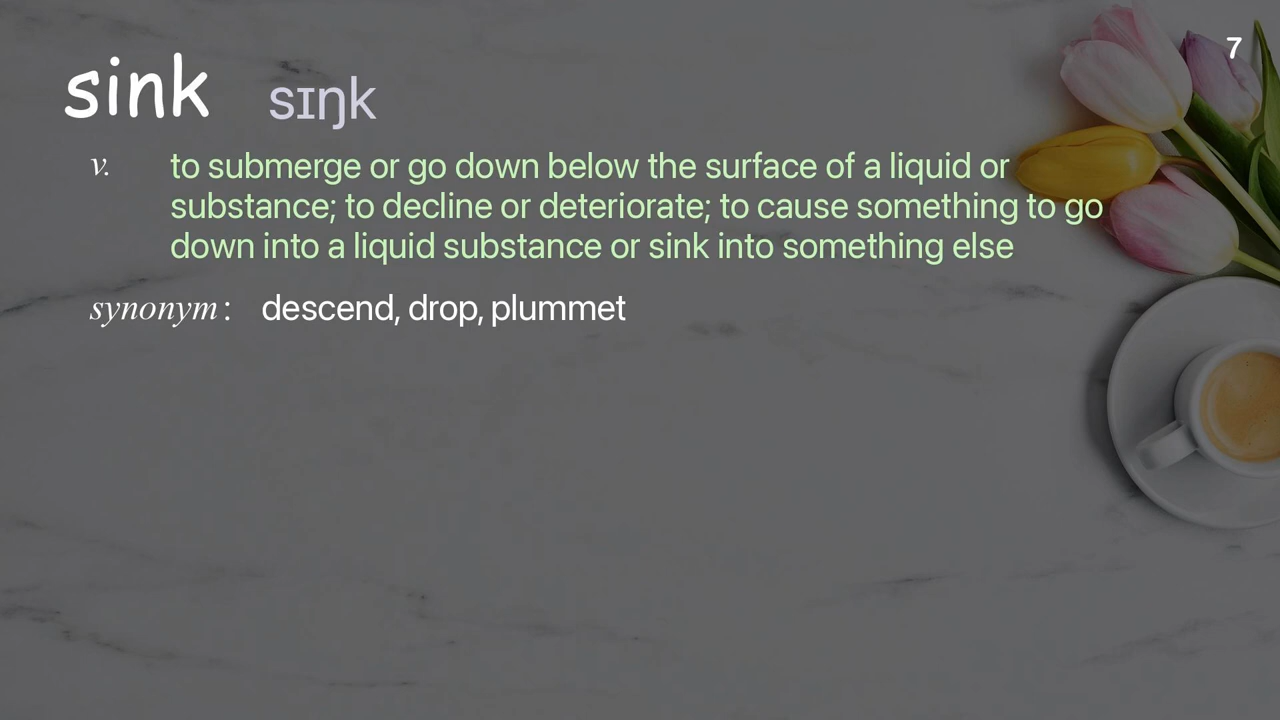 7
sink sɪŋk
v. to submerge or go down below the surface of a liquid or
substance; to decline or deteriorate; to cause something to go
down into a liquid substance or sink into something else
synonym : descend, drop, plummet